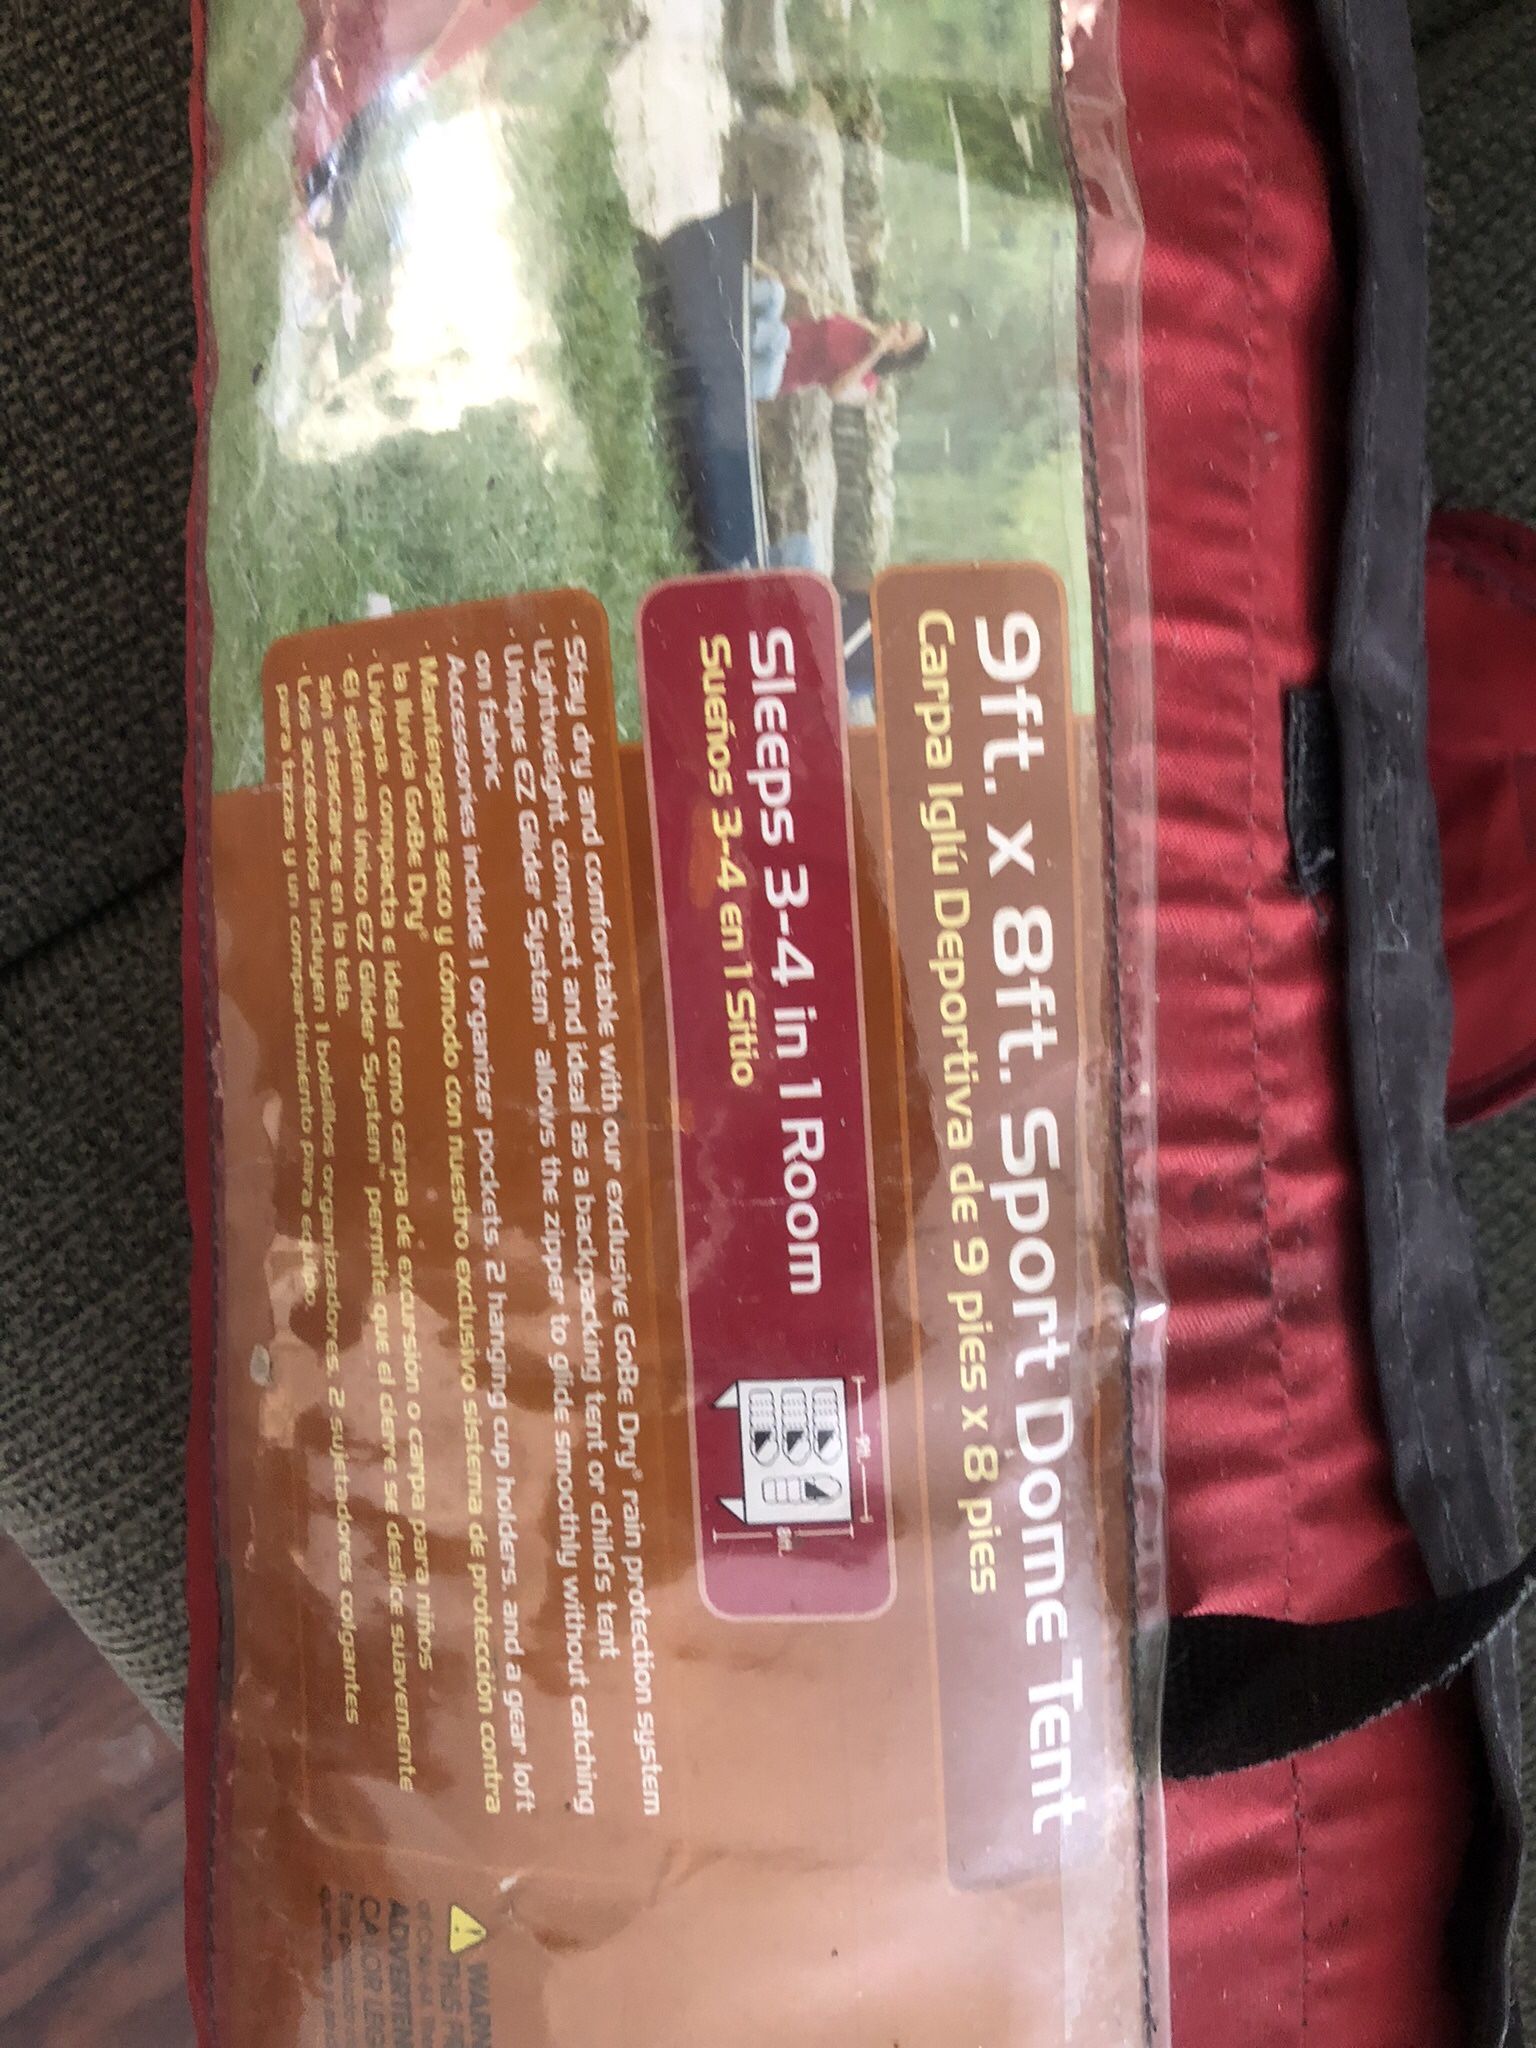 9ft. x 8ft. Sport Dome Tent
Carpa Iglú Deportiva de 9 pies x 8 pies
Sleeps 3-4 in 1 Room
Sueños 3-4 en 1 Sitio
9ft.
8ft.
· Stay dry and comfortable with our exclusive GoBe Dry® rain protection system
· Lightweight, compact and ideal as a backpacking tent or child's tent
· Unique EZ Glider System™ allows the zipper to glide smoothly without catching
on fabric
· Accessories include 1 organizer pockets, 2 hanging cup holders, and a gear loft
· Manténgase seco y cómodo con nuestro exclusivo sistema de protección contra
la lluvia GoBe Dry®
· Liviana, compacta e ideal como carpa de excursión o carpa para niños
· El sistema único EZ Glider System™ permite que el cierre se deslice suavemente
sin atascarse en la tela.
· Los accesorios incluyen 1 bolsillos organizadores, 2 sujetadores colgantes
para tazas y un compartimiento para equipo
WARN